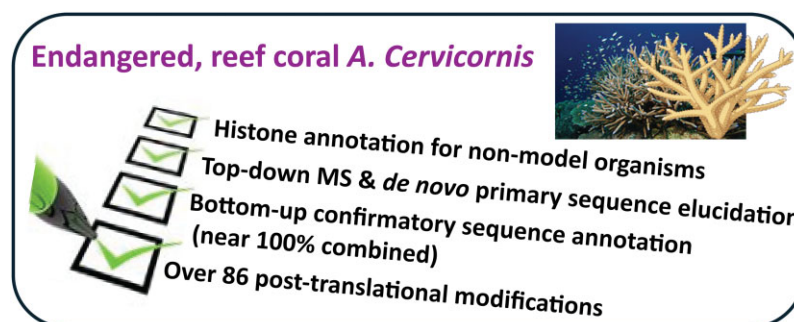 Endangered, reef coral A. Cervicornis
Histone annotation for non-model organisms
Top-down MS & de novo primary sequence elucidation
Bottom-up confirmatory sequence annotation
(near 100% combined)
Over 86 post-translational modifications